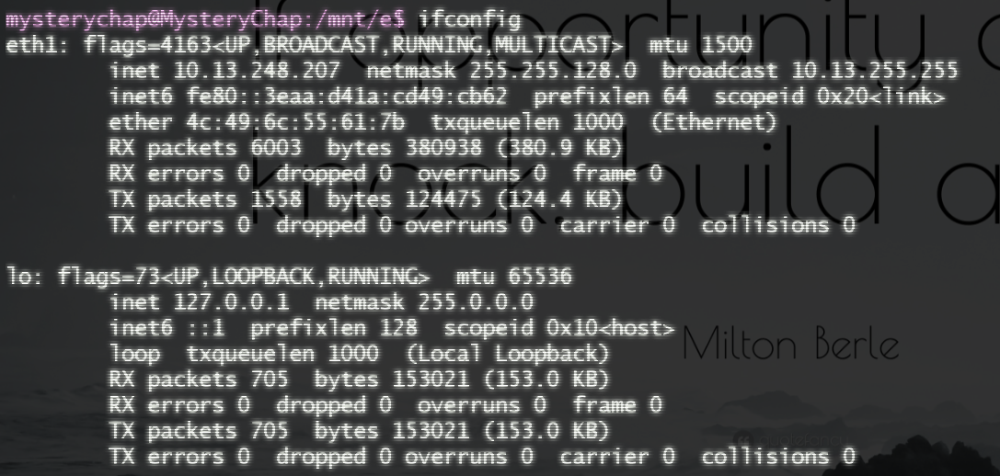 mysterychap@MysteryChap:/mnt/e$ ifconfig
eth1: flags=4163<UP,BROADCAST,RUNNING,MULTICAST>  mtu 1500
        inet 10.13.248.207  netmask 255.255.128.0  broadcast 10.13.255.255
        inet6 fe80::3eaa:d41a:cd49:cb62  prefixlen 64  scopeid 0x20<link>
        ether 4c:49:6c:55:61:7b  txqueuelen 1000  (Ethernet)
        RX packets 6003  bytes 380938 (380.9 KB)
        RX errors 0  dropped 0  overruns 0  frame 0
        TX packets 1558  bytes 124475 (124.4 KB)
        TX errors 0  dropped 0 overruns 0  carrier 0  collisions 0

lo: flags=73<UP,LOOPBACK,RUNNING>  mtu 65536
        inet 127.0.0.1  netmask 255.0.0.0
        inet6 ::1  prefixlen 128  scopeid 0x10<host>
        loop  txqueuelen 1000  (Local Loopback)
        RX packets 705  bytes 153021 (153.0 KB)
        RX errors 0  dropped 0  overruns 0  frame 0
        TX packets 705  bytes 153021 (153.0 KB)
        TX errors 0  dropped 0 overruns 0  carrier 0  collisions 0
If opportunity
knock, build a
Milton Berle